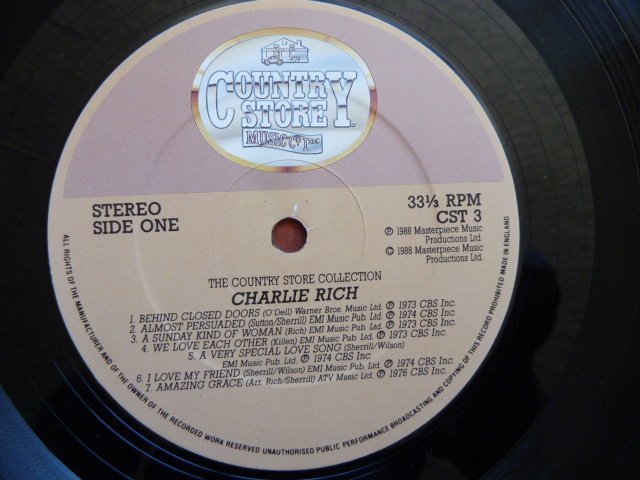 COUNTRY
STORE
MUSIC Co INC
STEREO
SIDE ONE
33⅓ RPM
CST 3
℗ 1988 Masterpiece Music
Productions Ltd.
© 1988 Masterpiece Music
Productions Ltd.
THE COUNTRY STORE COLLECTION
CHARLIE RICH
1. BEHIND CLOSED DOORS (O'Dell) Warner Bros. Music Ltd. ℗ 1973 CBS Inc.
2. ALMOST PERSUADED (Sutton/Sherrill) EMI Music Pub. Ltd. ℗ 1974 CBS Inc.
3. A SUNDAY KIND OF WOMAN (Rich) EMI Music Pub. Ltd. ℗ 1973 CBS Inc.
4. WE LOVE EACH OTHER (Killen) EMI Music Pub. Ltd. ℗ 1973 CBS Inc.
5. A VERY SPECIAL LOVE SONG (Sherrill/Wilson)
EMI Music Pub. Ltd. ℗ 1974 CBS Inc.
6. I LOVE MY FRIEND (Sherrill/Wilson) EMI Music Pub. Ltd. ℗ 1974 CBS Inc.
7. AMAZING GRACE (Arr. Rich/Sherrill) ATV Music Ltd. ℗ 1976 CBS Inc.
ALL RIGHTS OF THE MANUFACTURER AND OF THE OWNER OF THE RECORDED WORK RESERVED UNAUTHORISED PUBLIC PERFORMANCE BROADCASTING AND COPYING OF THIS RECORD PROHIBITED MADE IN ENGLAND